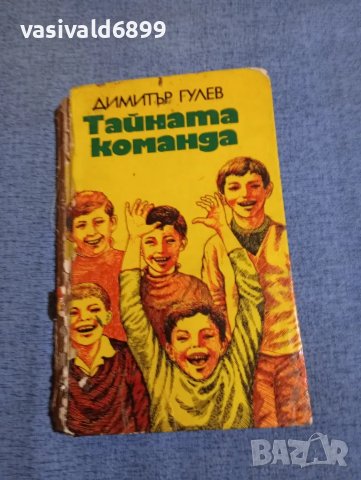 vasivald6899
ДИМИТЪР ГУЛЕВ
Тайната
команда
BAZAR